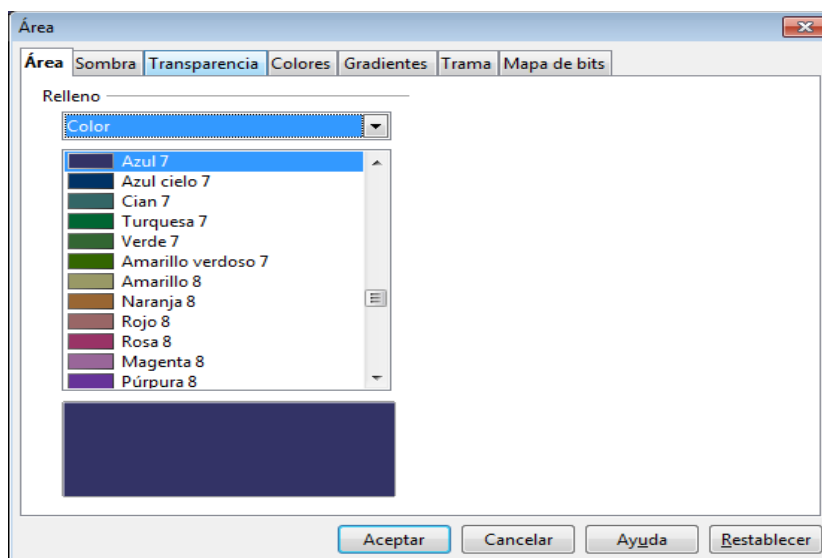 Área
Área Sombra Transparencia Colores Gradientes Trama Mapa de bits
Relleno
Color
Azul 7
Azul cielo 7
Cian 7
Turquesa 7
Verde 7
Amarillo verdoso 7
Amarillo 8
Naranja 8
Rojo 8
Rosa 8
Magenta 8
Púrpura 8
Aceptar Cancelar Ayuda Restablecer